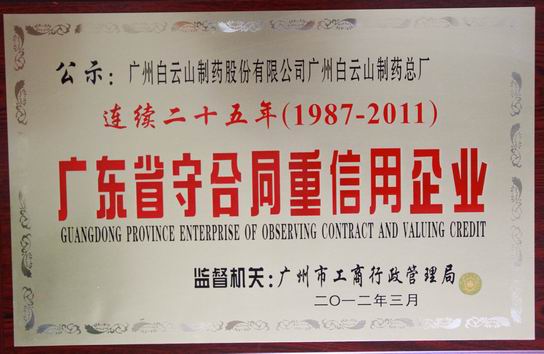 公示：广州白云山制药股份有限公司广州白云山制药总厂
连续二十五年(1987-2011)
广东省守合同重信用企业
GUANGDONG PROVINCE ENTERPRISE OF OBSERVING CONTRACT AND VALUING CREDIT
监督机关：广州市工商行政管理局
二〇一二年三月